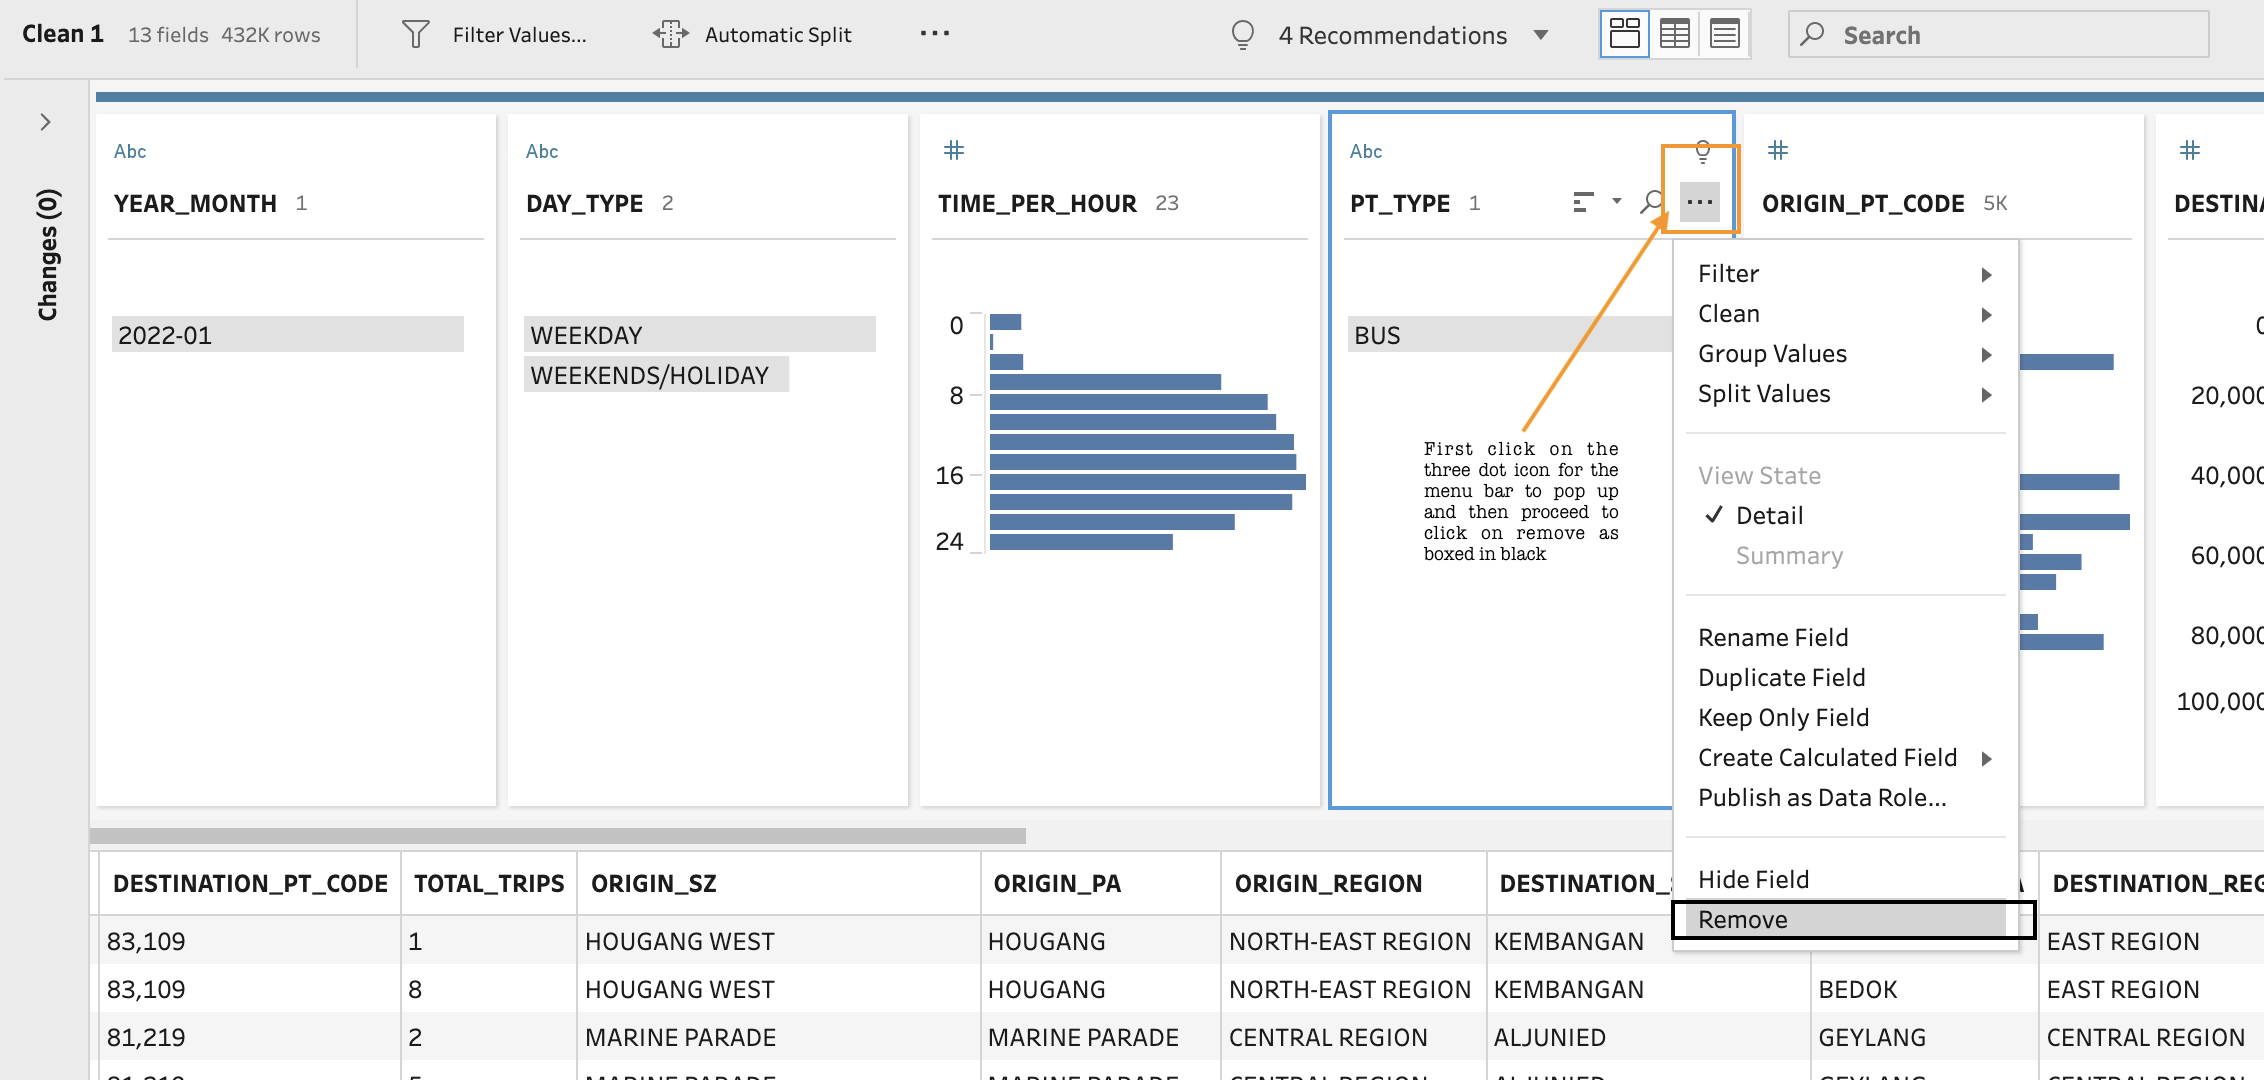 Clean 1 13 fields 432K rows Filter Values... Automatic Split ... 4 Recommendations Search
Changes (0)
Abc
YEAR_MONTH 1
2022-01
Abc
DAY_TYPE 2
WEEKDAY
WEEKENDS/HOLIDAY
#
TIME_PER_HOUR 23
0
8
16
24
Abc
PT_TYPE 1
BUS
First click on the
three dot icon for the
menu bar to pop up
and then proceed to
click on remove as
boxed in black
#
ORIGIN_PT_CODE 5K
Filter
Clean
Group Values
Split Values
View State
✓ Detail
Summary
Rename Field
Duplicate Field
Keep Only Field
Create Calculated Field
Publish as Data Role...
Hide Field
Remove
#
DESTINA
0
20,000
40,000
60,000
80,000
100,000
DESTINATION_PT_CODE TOTAL_TRIPS ORIGIN_SZ ORIGIN_PA ORIGIN_REGION DESTINATION_ DESTINATION_REG
83,109 1 HOUGANG WEST HOUGANG NORTH-EAST REGION KEMBANGAN EAST REGION
83,109 8 HOUGANG WEST HOUGANG NORTH-EAST REGION KEMBANGAN BEDOK EAST REGION
81,219 2 MARINE PARADE MARINE PARADE CENTRAL REGION ALJUNIED GEYLANG CENTRAL REGION